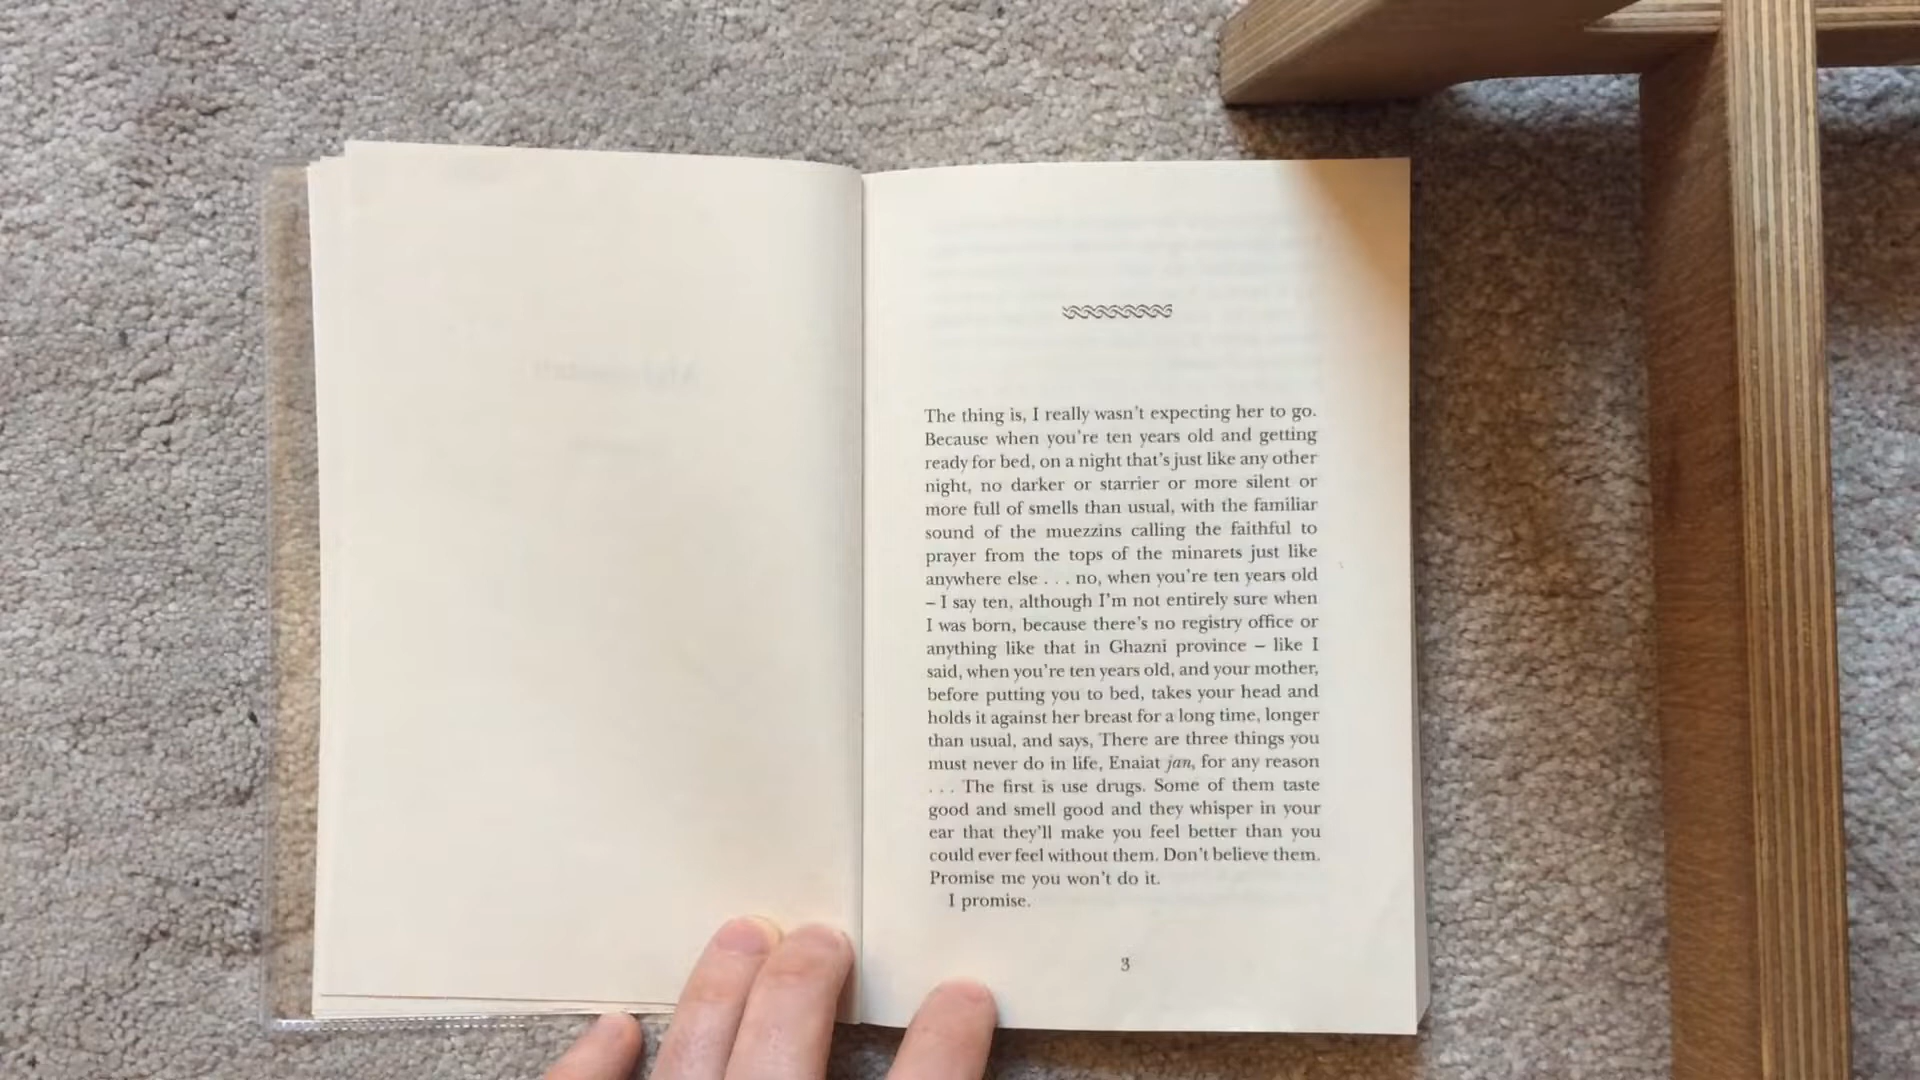 The thing is, I really wasn't expecting her to go.
Because when you're ten years old and getting
ready for bed, on a night that's just like any other
night, no darker or starrier or more silent or
more full of smells than usual, with the familiar
sound of the muezzins calling the faithful to
prayer from the tops of the minarets just like
anywhere else . . . no, when you're ten years old
– I say ten, although I'm not entirely sure when
I was born, because there's no registry office or
anything like that in Ghazni province – like I
said, when you're ten years old, and your mother,
before putting you to bed, takes your head and
holds it against her breast for a long time, longer
than usual, and says, There are three things you
must never do in life, Enaiat jan, for any reason
. . . The first is use drugs. Some of them taste
good and smell good and they whisper in your
ear that they'll make you feel better than you
could ever feel without them. Don't believe them.
Promise me you won't do it.
I promise.
3